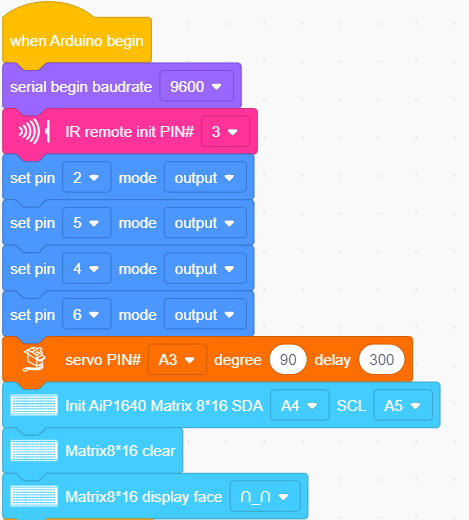 when Arduino begin
serial begin baudrate 9600
IR remote init PIN# 3
set pin 2 mode output
set pin 5 mode output
set pin 4 mode output
set pin 6 mode output
servo PIN# A3 degree 90 delay 300
Init AiP1640 Matrix 8*16 SDA A4 SCL A5
Matrix8*16 clear
Matrix8*16 display face ∩_∩